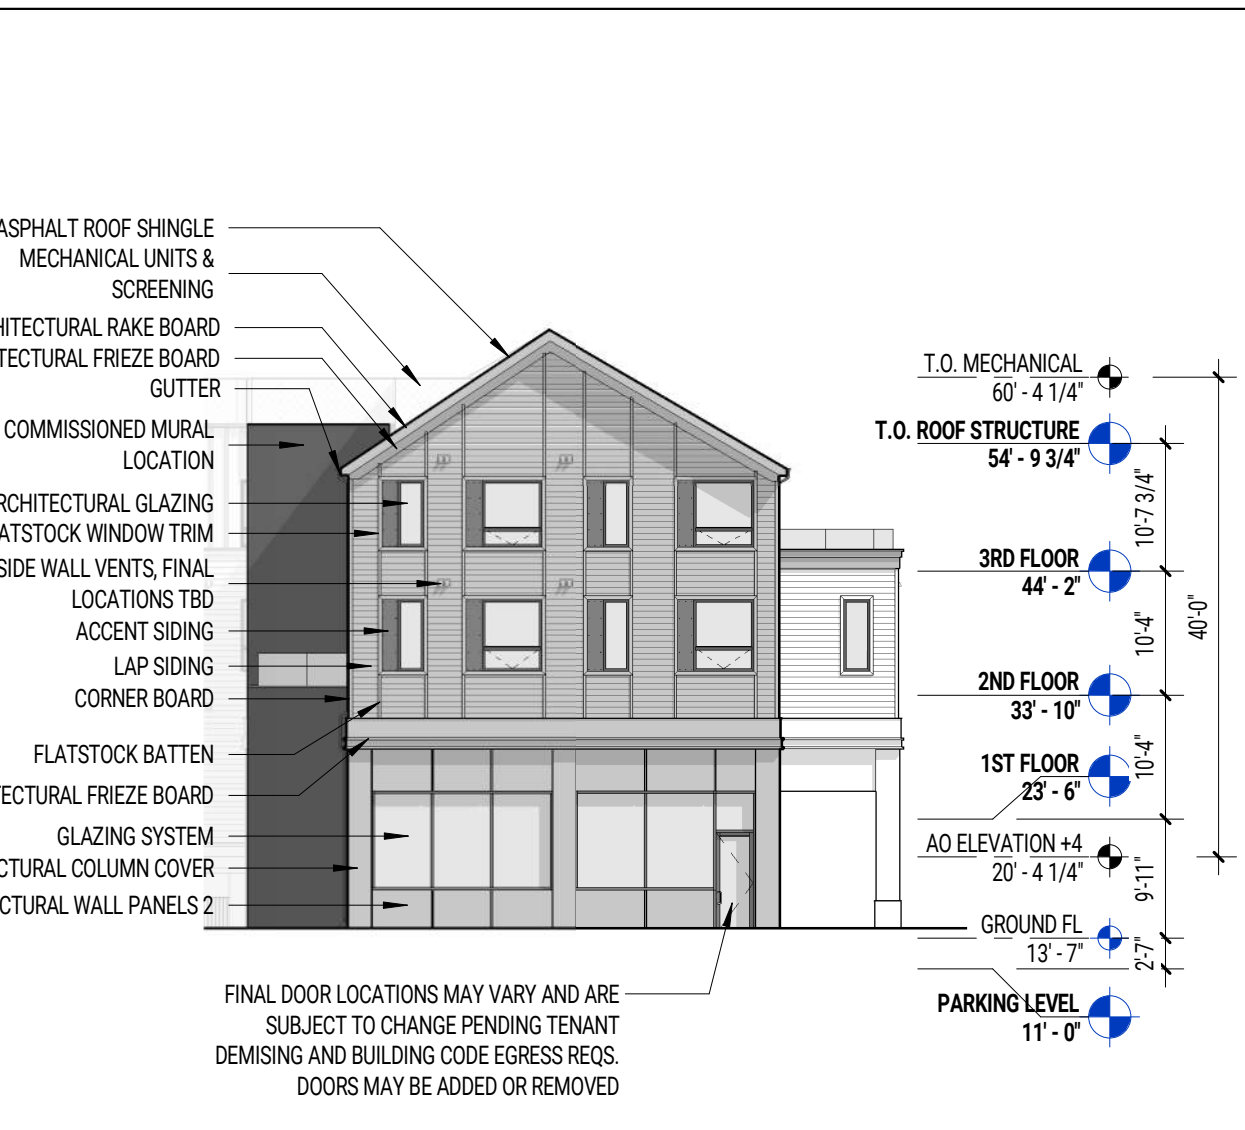 ASPHALT ROOF SHINGLE
MECHANICAL UNITS &
SCREENING
HITECTURAL RAKE BOARD
TECTURAL FRIEZE BOARD
GUTTER
COMMISSIONED MURAL
LOCATION
RCHITECTURAL GLAZING
ATSTOCK WINDOW TRIM
SIDE WALL VENTS, FINAL
LOCATIONS TBD
ACCENT SIDING
LAP SIDING
CORNER BOARD
FLATSTOCK BATTEN
TECTURAL FRIEZE BOARD
GLAZING SYSTEM
CTURAL COLUMN COVER
CTURAL WALL PANELS 2
FINAL DOOR LOCATIONS MAY VARY AND ARE
SUBJECT TO CHANGE PENDING TENANT
DEMISING AND BUILDING CODE EGRESS REQS.
DOORS MAY BE ADDED OR REMOVED
T.O. MECHANICAL
60' - 4 1/4"
T.O. ROOF STRUCTURE
54' - 9 3/4"
3RD FLOOR
44' - 2"
2ND FLOOR
33' - 10"
1ST FLOOR
23' - 6"
AO ELEVATION +4
20' - 4 1/4"
GROUND FL
13' - 7"
PARKING LEVEL
11' - 0"
10'-7 3/4"
10'-4"
10'-4"
9'-11"
2'-7"
40'-0"